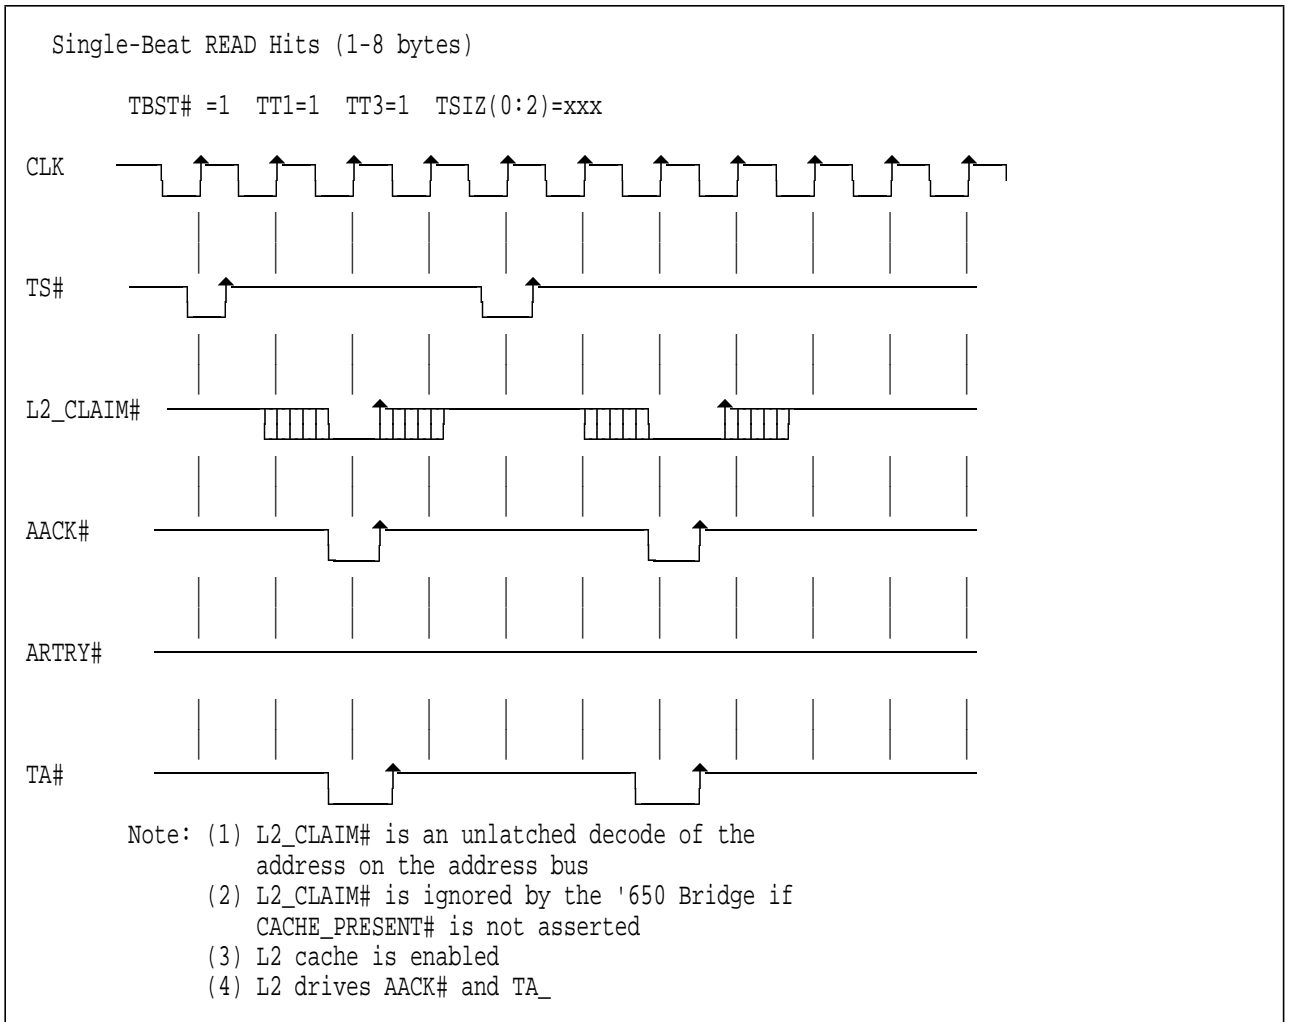 Single-Beat READ Hits (1-8 bytes)
TBST# =1 TT1=1 TT3=1 TSIZ(0:2)=xxx
CLK
TS#
L2_CLAIM#
AACK#
ARTRY#
TA#
Note: (1) L2_CLAIM# is an unlatched decode of the
address on the address bus
(2) L2_CLAIM# is ignored by the '650 Bridge if
CACHE_PRESENT# is not asserted
(3) L2 cache is enabled
(4) L2 drives AACK# and TA_